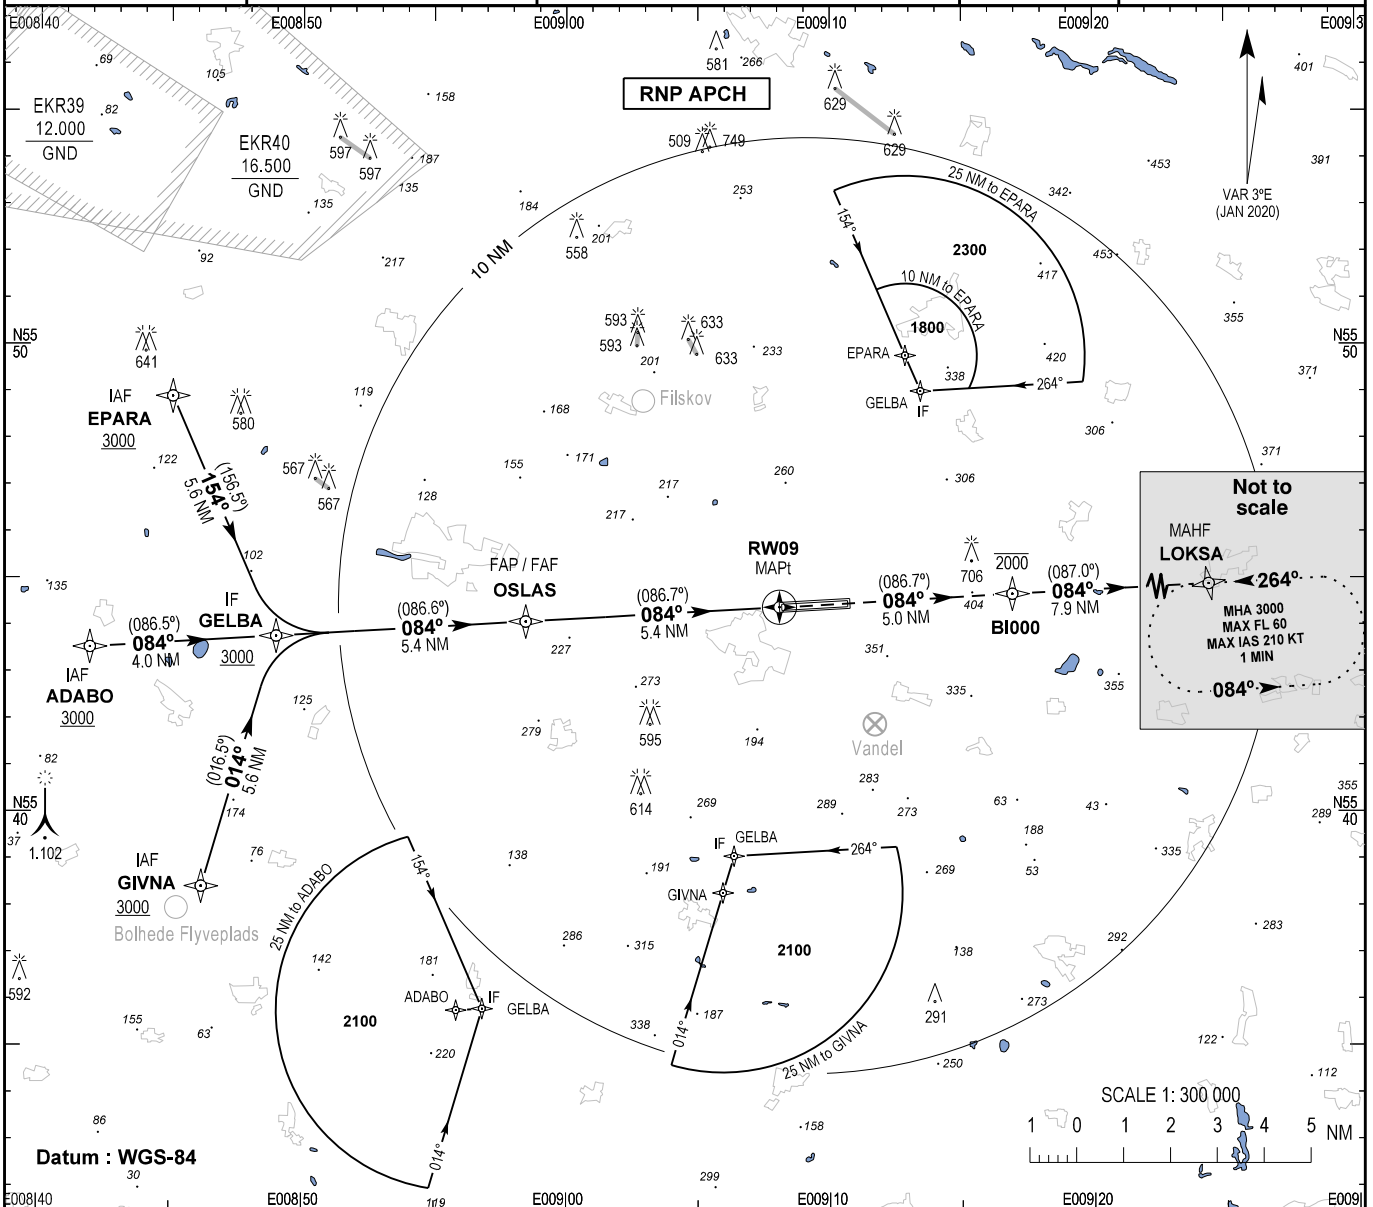 E008|40
E008|50
E009|00
E009|10
E009|20
E009|3
69
105
581
266
401
158
RNP APCH
629
EKR39
12.000
GND
82
EKR40
16.500
GND
597
597
187
135
135
509
749
629
453
391
VAR 3°E
(JAN 2020)
25 NM to EPARA
342
253
184
154°
2300
453
558
201
10 NM
92
217
417
10 NM to EPARA
1800
355
N55
50
N55
50
641
593
593
633
633
201
233
EPARA
420
338
264°
GELBA
IF
371
IAF
EPARA
3000
580
119
168
Filskov
306
371
122
567
567
155
171
260
306
217
128
217
(156.5°)
154°
5.6 NM
102
135
Not to
scale
MAHF
LOKSA
264°
MHA 3000
MAX FL 60
MAX IAS 210 KT
1 MIN
084°
RW09
MAPt
FAP / FAF
OSLAS
706
2000
404
BI000
(086.7°)
084°
5.0 NM
(087.0°)
084°
7.9 NM
(086.7°)
084°
5.4 NM
(086.6°)
084°
5.4 NM
IF
GELBA
3000
(086.5°)
084°
4.0 NM
IAF
ADABO
3000
227
351
273
335
355
125
279
595
194
Vandel
(016.5°)
014°
5.6 NM
82
174
614
269
283
289
273
63
43
188
355
289
N55
40
N55
40
37
1.102
76
IAF
GIVNA
3000
Bolhede Flyveplads
138
191
IF
GELBA
264°
GIVNA
269
53
335
154°
25 NM to ADABO
592
142
181
286
315
2100
138
292
283
ADABO
IF
GELBA
2100
187
014°
25 NM to GIVNA
291
273
155
63
220
338
250
122
112
SCALE 1: 300 000
1 0 1 2 3 4 5 NM
86
158
Datum : WGS-84
014°
30
119
299
E008|40
E008|50
E009|00
E009|10
E009|20
E009|